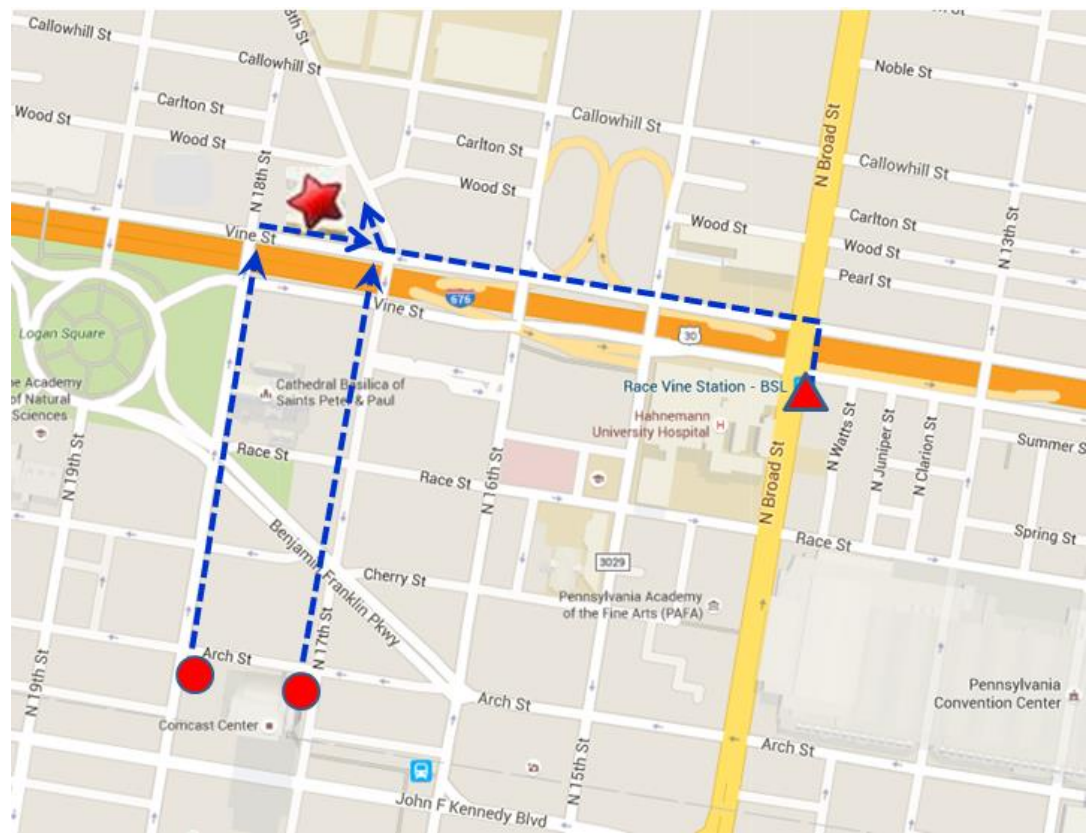 Callowhill St
8th St
Callowhill St
Noble St
Carlton St
Callowhill St
N Broad St
Wood St
Wood St
Carlton St
Callowhill St
N 18th St
Wood St
Carlton St
N 13th St
Wood St
Wood St
Vine St
Pearl St
676
Vine St
30
Logan Square
Race Vine Station - BSL
Cathedral Basilica of
Saints Peter & Paul
e Academy
of Natural
Sciences
Hahnemann
University Hospital
H
N Watts St
N Juniper St
N Clarion St
Summer S
N 19th St
Race St
Race St
N 16th St
N Broad St
Race St
Spring St
Benjamin Franklin Pkwy
Cherry St
3029
Pennsylvania Academy
of the Fine Arts (PAFA)
N 17th St
Arch St
N 19th St
Arch St
Pennsylvania
Convention Center
Comcast Center
N 15th St
Arch St
John F Kennedy Blvd